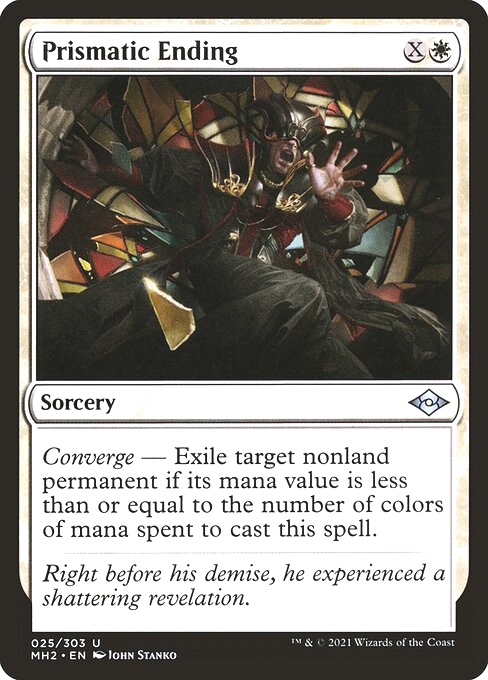 Prismatic Ending X
Sorcery
Converge — Exile target nonland
permanent if its mana value is less
than or equal to the number of colors
of mana spent to cast this spell.
Right before his demise, he experienced a
shattering revelation.
025/303 U
MH2 • EN John Stanko
™ & © 2021 Wizards of the Coast